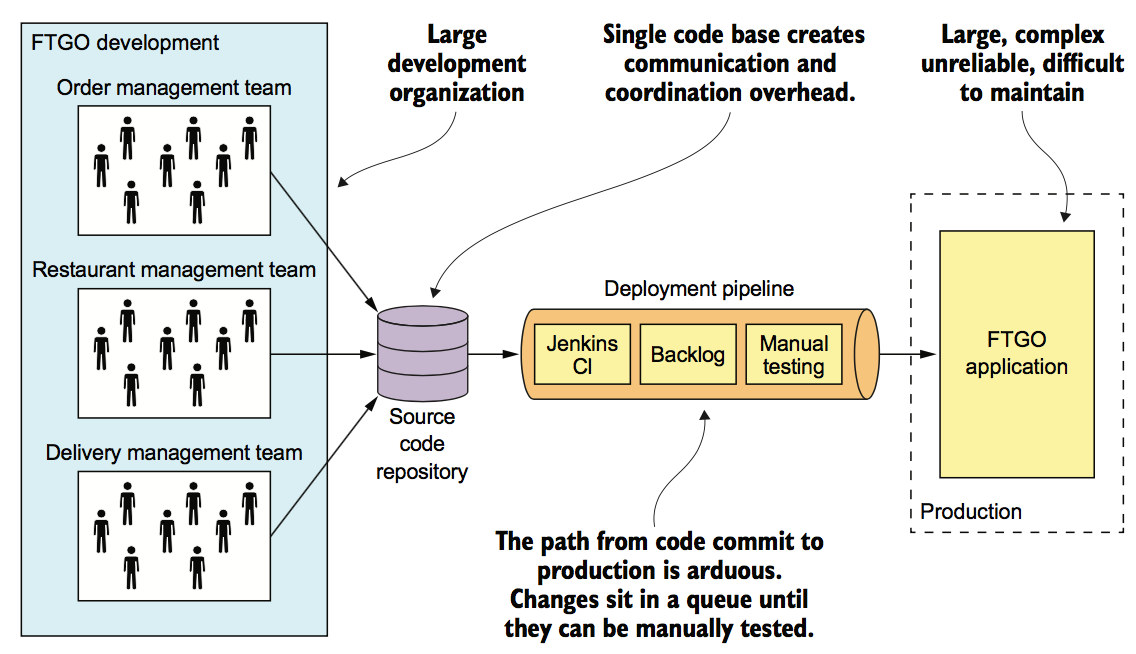 FTGO development
Order management team
Restaurant management team
Delivery management team
Large
development
organization
Single code base creates
communication and
coordination overhead.
Large, complex
unreliable, difficult
to maintain
Source
code
repository
Deployment pipeline
Jenkins
CI
Backlog
Manual
testing
The path from code commit to
production is arduous.
Changes sit in a queue until
they can be manually tested.
FTGO
application
Production